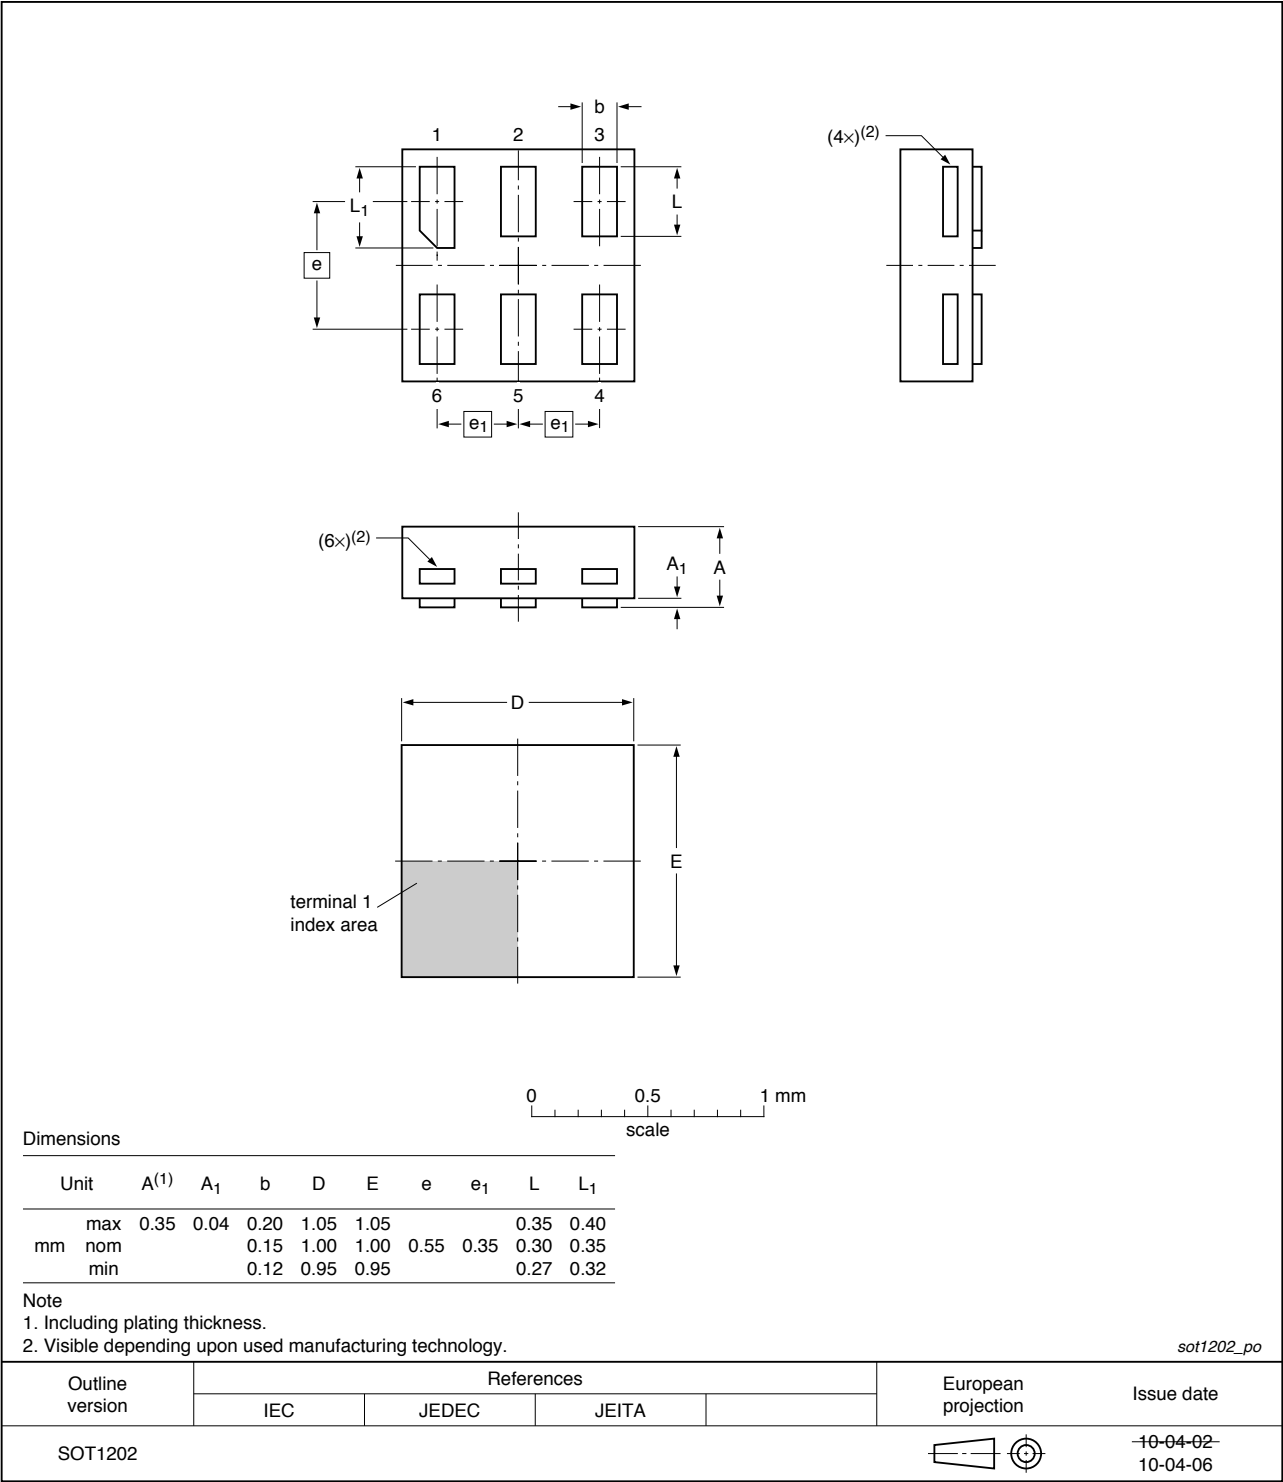 b
1 2 3
(4×)(2)
L1
L
e
6 5 4
e1 e1
(6×)(2)
A1
A
D
E
terminal 1
index area
0 0.5 1 mm
scale
Dimensions
Unit A(1) A1 b D E e e1 L L1
max 0.35 0.04 0.20 1.05 1.05 0.35 0.40
mm nom 0.15 1.00 1.00 0.55 0.35 0.30 0.35
min 0.12 0.95 0.95 0.27 0.32
Note
1. Including plating thickness.
2. Visible depending upon used manufacturing technology.
sot1202_po
Outline
version
References
European
projection
Issue date
IEC JEDEC JEITA
SOT1202
10-04-02
10-04-06